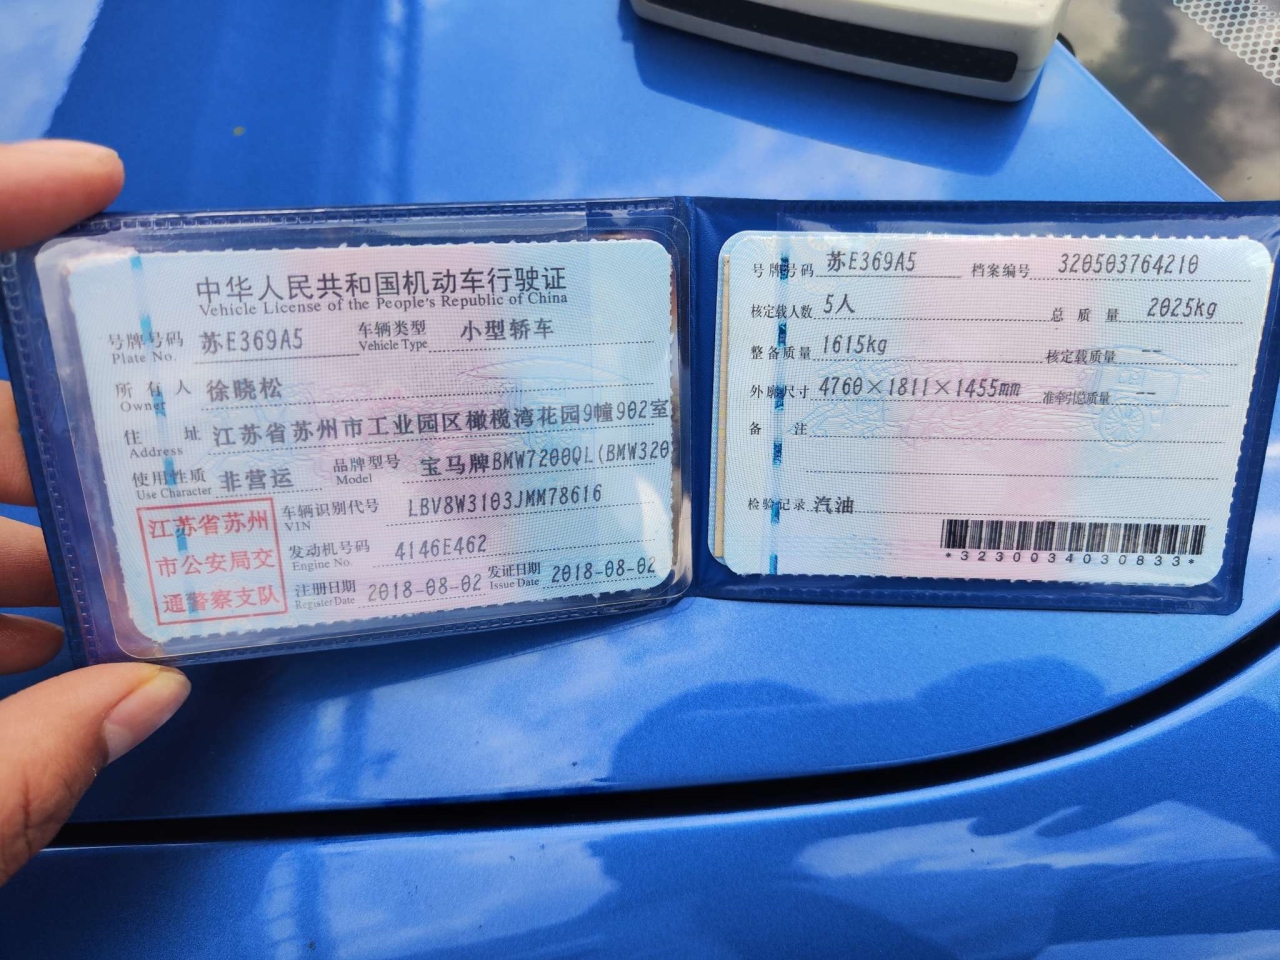 中华人民共和国机动车行驶证
Vehicle License of the People's Republic of China
号牌号码 苏E369A5 车辆类型 小型轿车
Plate No. Vehicle Type
所有人 徐晓松
Owner
住址 江苏省苏州市工业园区橄榄湾花园9幢902室
Address
使用性质 非营运 品牌型号 宝马牌BMW7200QL(BMW320
Use Character Model
车辆识别代号 LBV8W3103JMM78616
VIN
发动机号码 4146E462
Engine No.
注册日期 2018-08-02 发证日期 2018-08-02
Register Date Issue Date
江苏省苏州
市公安局交
通警察支队
号牌号码 苏E369A5 档案编号 320503764210
核定载人数 5人 总质量 2025kg
整备质量 1615kg 核定载质量 --
外廓尺寸 4760×1811×1455mm 准牵引总质量 --
备注
检验记录 汽油
*3230034030833*